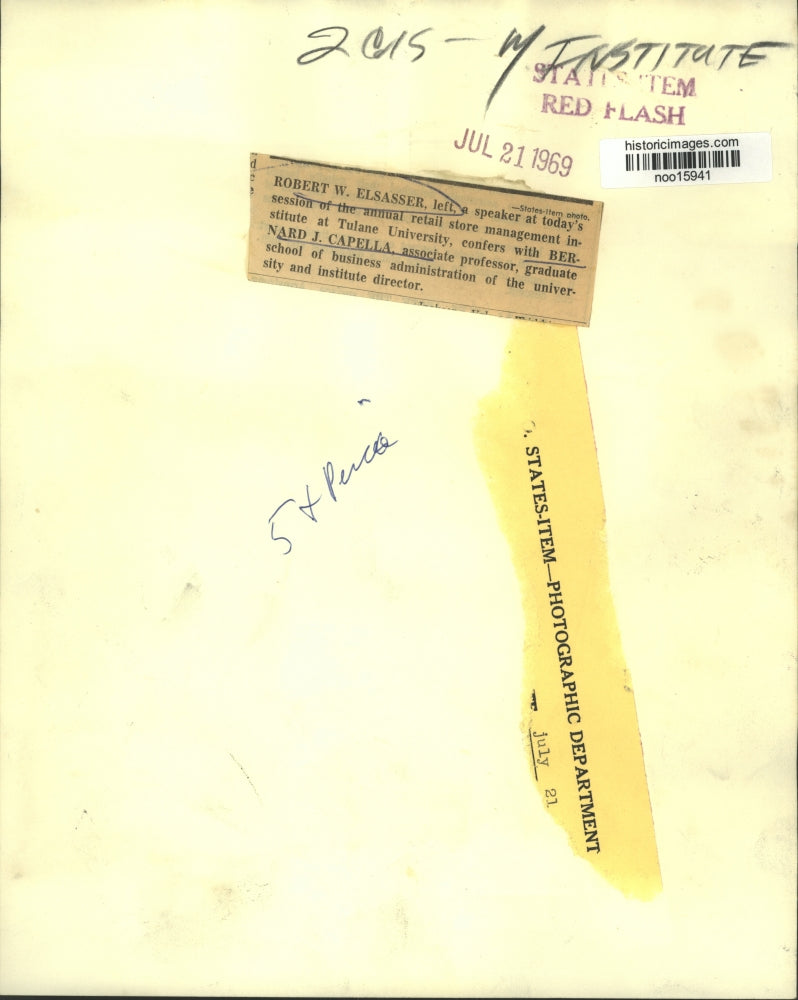 2 CLS - W INSTITUTE
STATES ITEM
RED FLASH
JUL 21 1969
historicimages.com
noo15941
—States-Item photo.
ROBERT W. ELSASSER, left, a speaker at today's
session of the annual retail store management in-
stitute at Tulane University, confers with BER-
NARD J. CAPELLA, associate professor, graduate
school of business administration of the univer-
sity and institute director.
5 x
. STATES-ITEM—PHOTOGRAPHIC DEPARTMENT
july 21